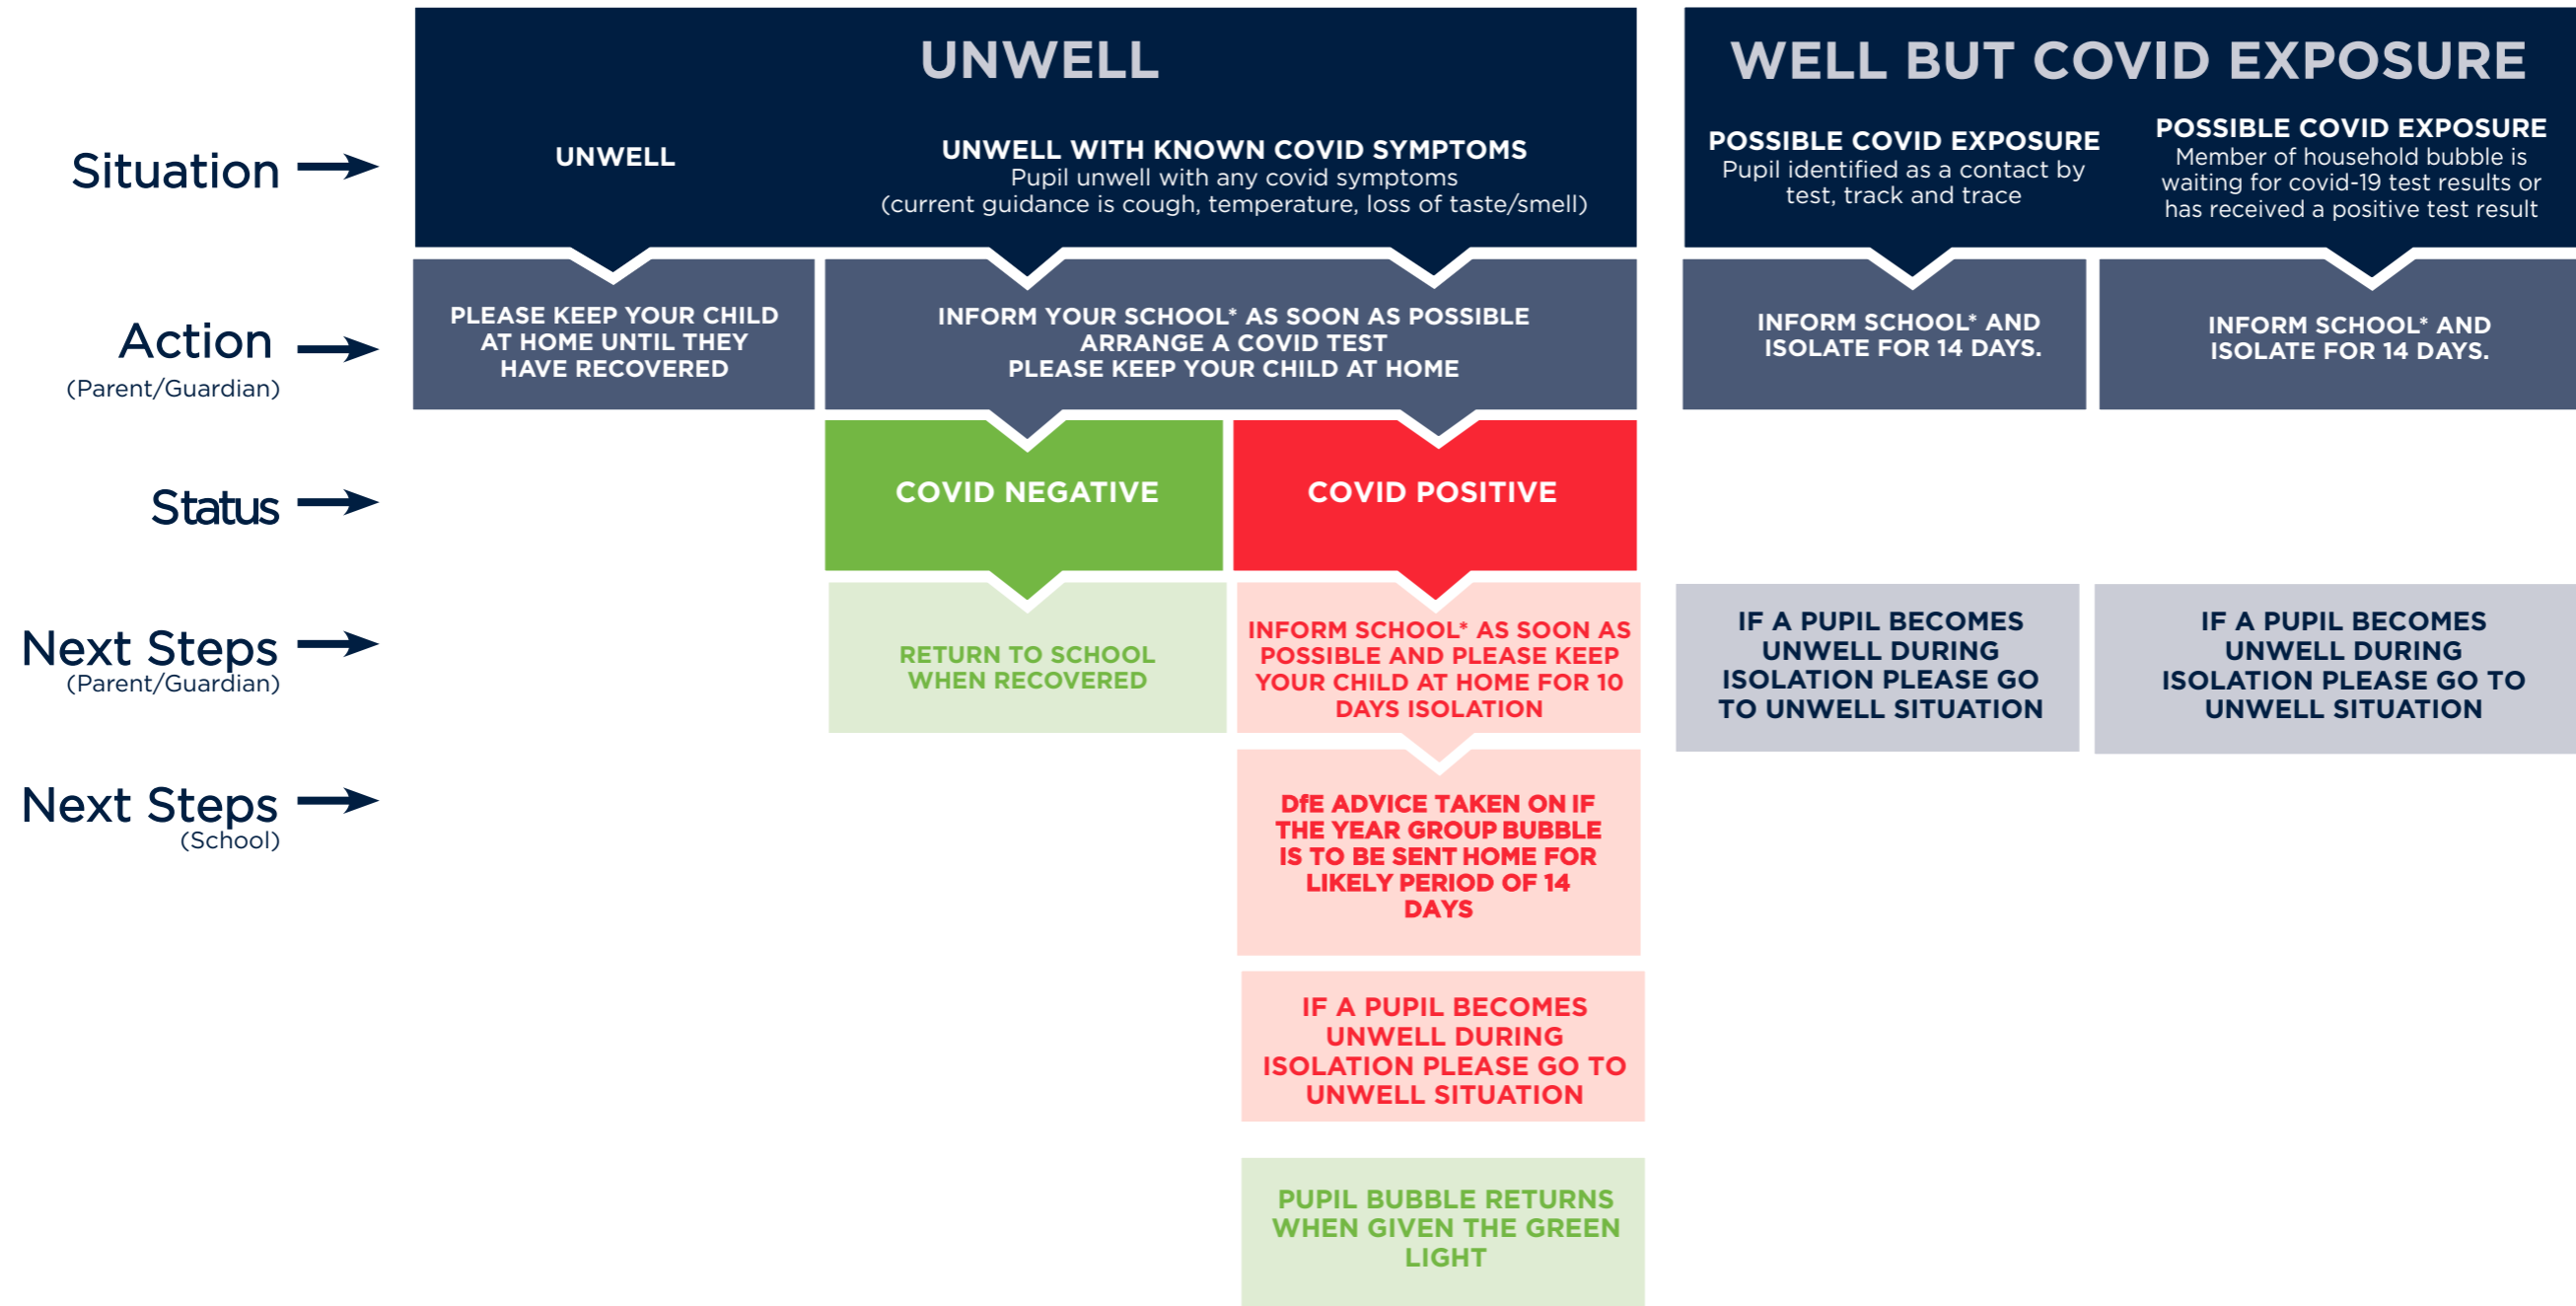 UNWELL
WELL BUT COVID EXPOSURE
Situation
UNWELL
UNWELL WITH KNOWN COVID SYMPTOMS
Pupil unwell with any covid symptoms
(current guidance is cough, temperature, loss of taste/smell)
POSSIBLE COVID EXPOSURE
Pupil identified as a contact by
test, track and trace
POSSIBLE COVID EXPOSURE
Member of household bubble is
waiting for covid-19 test results or
has received a positive test result
Action
(Parent/Guardian)
PLEASE KEEP YOUR CHILD
AT HOME UNTIL THEY
HAVE RECOVERED
INFORM YOUR SCHOOL* AS SOON AS POSSIBLE
ARRANGE A COVID TEST
PLEASE KEEP YOUR CHILD AT HOME
INFORM SCHOOL* AND
ISOLATE FOR 14 DAYS.
INFORM SCHOOL* AND
ISOLATE FOR 14 DAYS.
Status
COVID NEGATIVE
COVID POSITIVE
Next Steps
(Parent/Guardian)
RETURN TO SCHOOL
WHEN RECOVERED
INFORM SCHOOL* AS SOON AS
POSSIBLE AND PLEASE KEEP
YOUR CHILD AT HOME FOR 10
DAYS ISOLATION
IF A PUPIL BECOMES
UNWELL DURING
ISOLATION PLEASE GO
TO UNWELL SITUATION
IF A PUPIL BECOMES
UNWELL DURING
ISOLATION PLEASE GO TO
UNWELL SITUATION
Next Steps
(School)
DfE ADVICE TAKEN ON IF
THE YEAR GROUP BUBBLE
IS TO BE SENT HOME FOR
LIKELY PERIOD OF 14
DAYS
IF A PUPIL BECOMES
UNWELL DURING
ISOLATION PLEASE GO TO
UNWELL SITUATION
PUPIL BUBBLE RETURNS
WHEN GIVEN THE GREEN
LIGHT